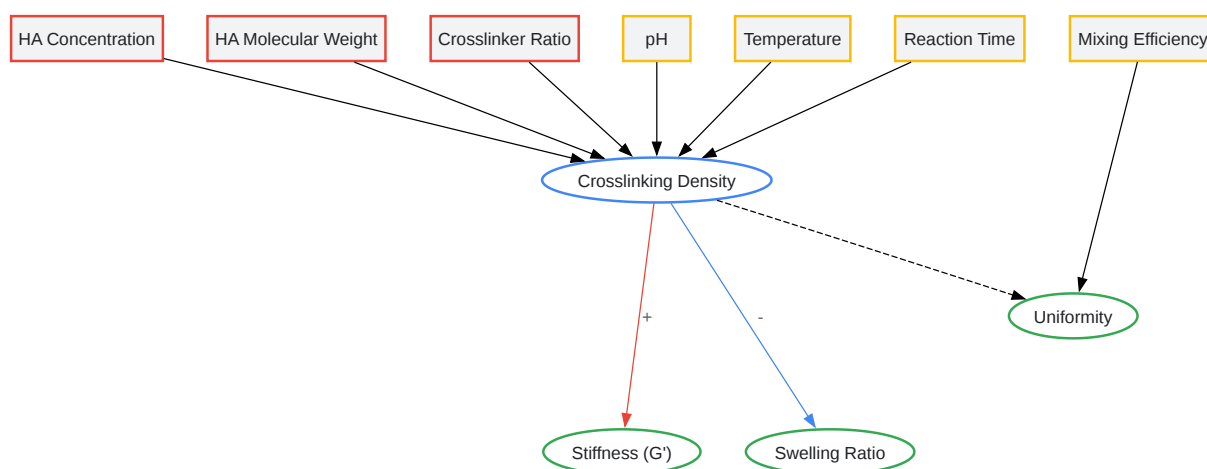 HA Concentration
HA Molecular Weight
Crosslinker Ratio
pH
Temperature
Reaction Time
Mixing Efficiency
Crosslinking Density
+
-
Uniformity
Stiffness (G')
Swelling Ratio